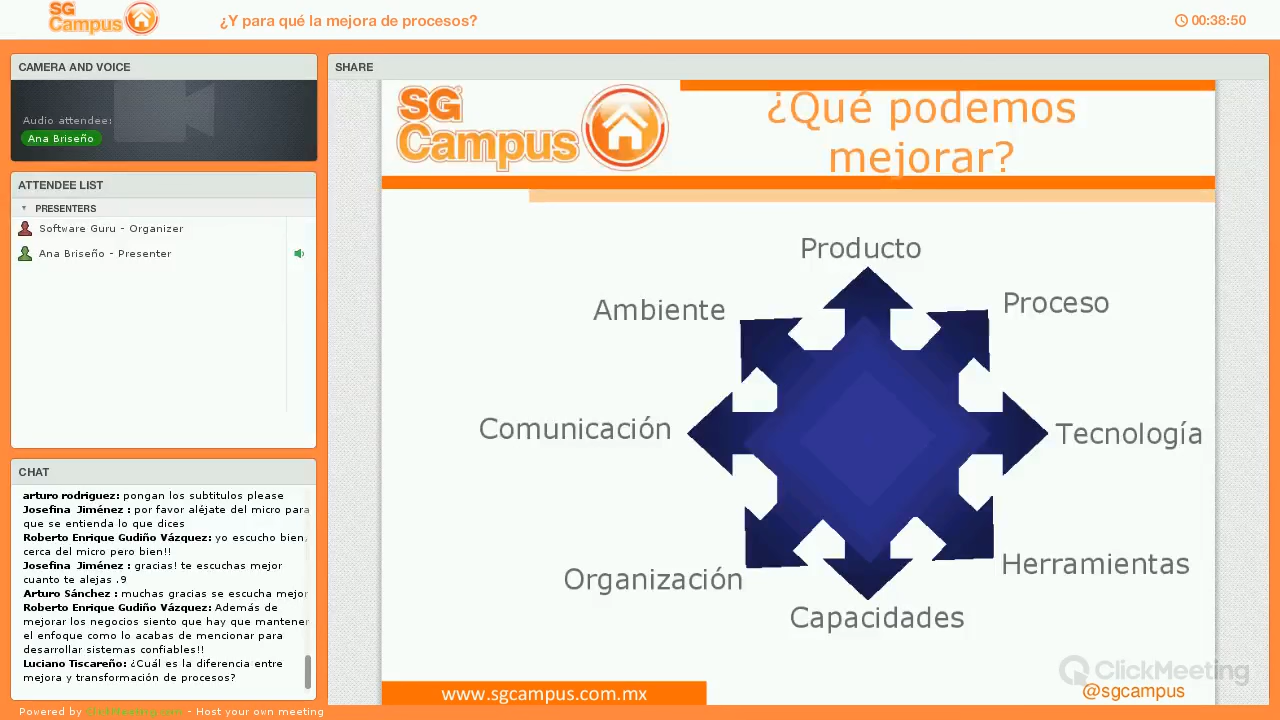 SG
Campus
¿Y para qué la mejora de procesos?
00:38:50
CAMERA AND VOICE
Audio attendee:
Ana Briseño
ATTENDEE LIST
PRESENTERS
Software Guru - Organizer
Ana Briseño - Presenter
CHAT
arturo rodriguez: pongan los subtitulos please
Josefina Jiménez : por favor aléjate del micro para
que se entienda lo que dices
Roberto Enrique Gudiño Vázquez: yo escucho bien,
cerca del micro pero bien!!
Josefina Jiménez : gracias! te escuchas mejor
cuanto te alejas .9
Arturo Sánchez : muchas gracias se escucha mejor
Roberto Enrique Gudiño Vázquez: Además de
mejorar los negocios siento que hay que mantener
el enfoque como lo acabas de mencionar para
desarrollar sistemas confiables!!
Luciano Tiscareño: ¿Cuál es la diferencia entre
mejora y transformación de procesos?
Powered by ClickMeeting.com - Host your own meeting
SHARE
SG
Campus
¿Qué podemos
mejorar?
Producto
Ambiente
Proceso
Comunicación
Tecnología
Organización
Herramientas
Capacidades
ClickMeeting
www.sgcampus.com.mx
@sgcampus